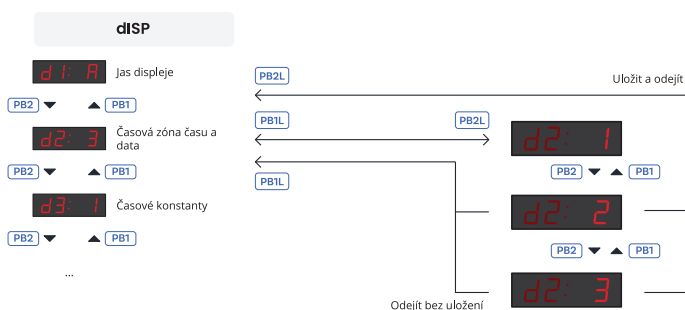 dISP
d1: A
Jas displeje
PB2L
Uložit a odejít
PB2
PB1
d2: 3
Časová zóna času a
data
PB1L
PB2L
d2: 1
PB2
PB1
PB1L
PB2
PB1
d3: 1
Časové konstanty
d2: 2
PB2
PB1
PB2
PB1
...
d2: 3
Odejít bez uložení